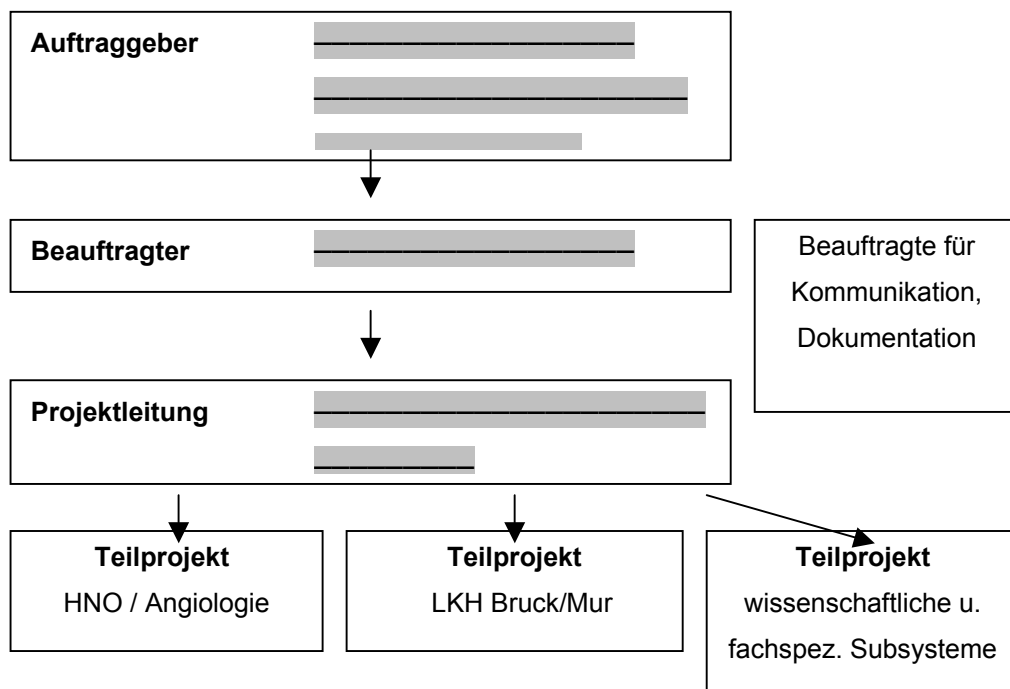 Auftraggeber
Beauftragter
Beauftragte für
Kommunikation,
Dokumentation
Projektleitung
Teilprojekt
HNO / Angiologie
Teilprojekt
LKH Bruck/Mur
Teilprojekt
wissenschaftliche u.
fachspez. Subsysteme